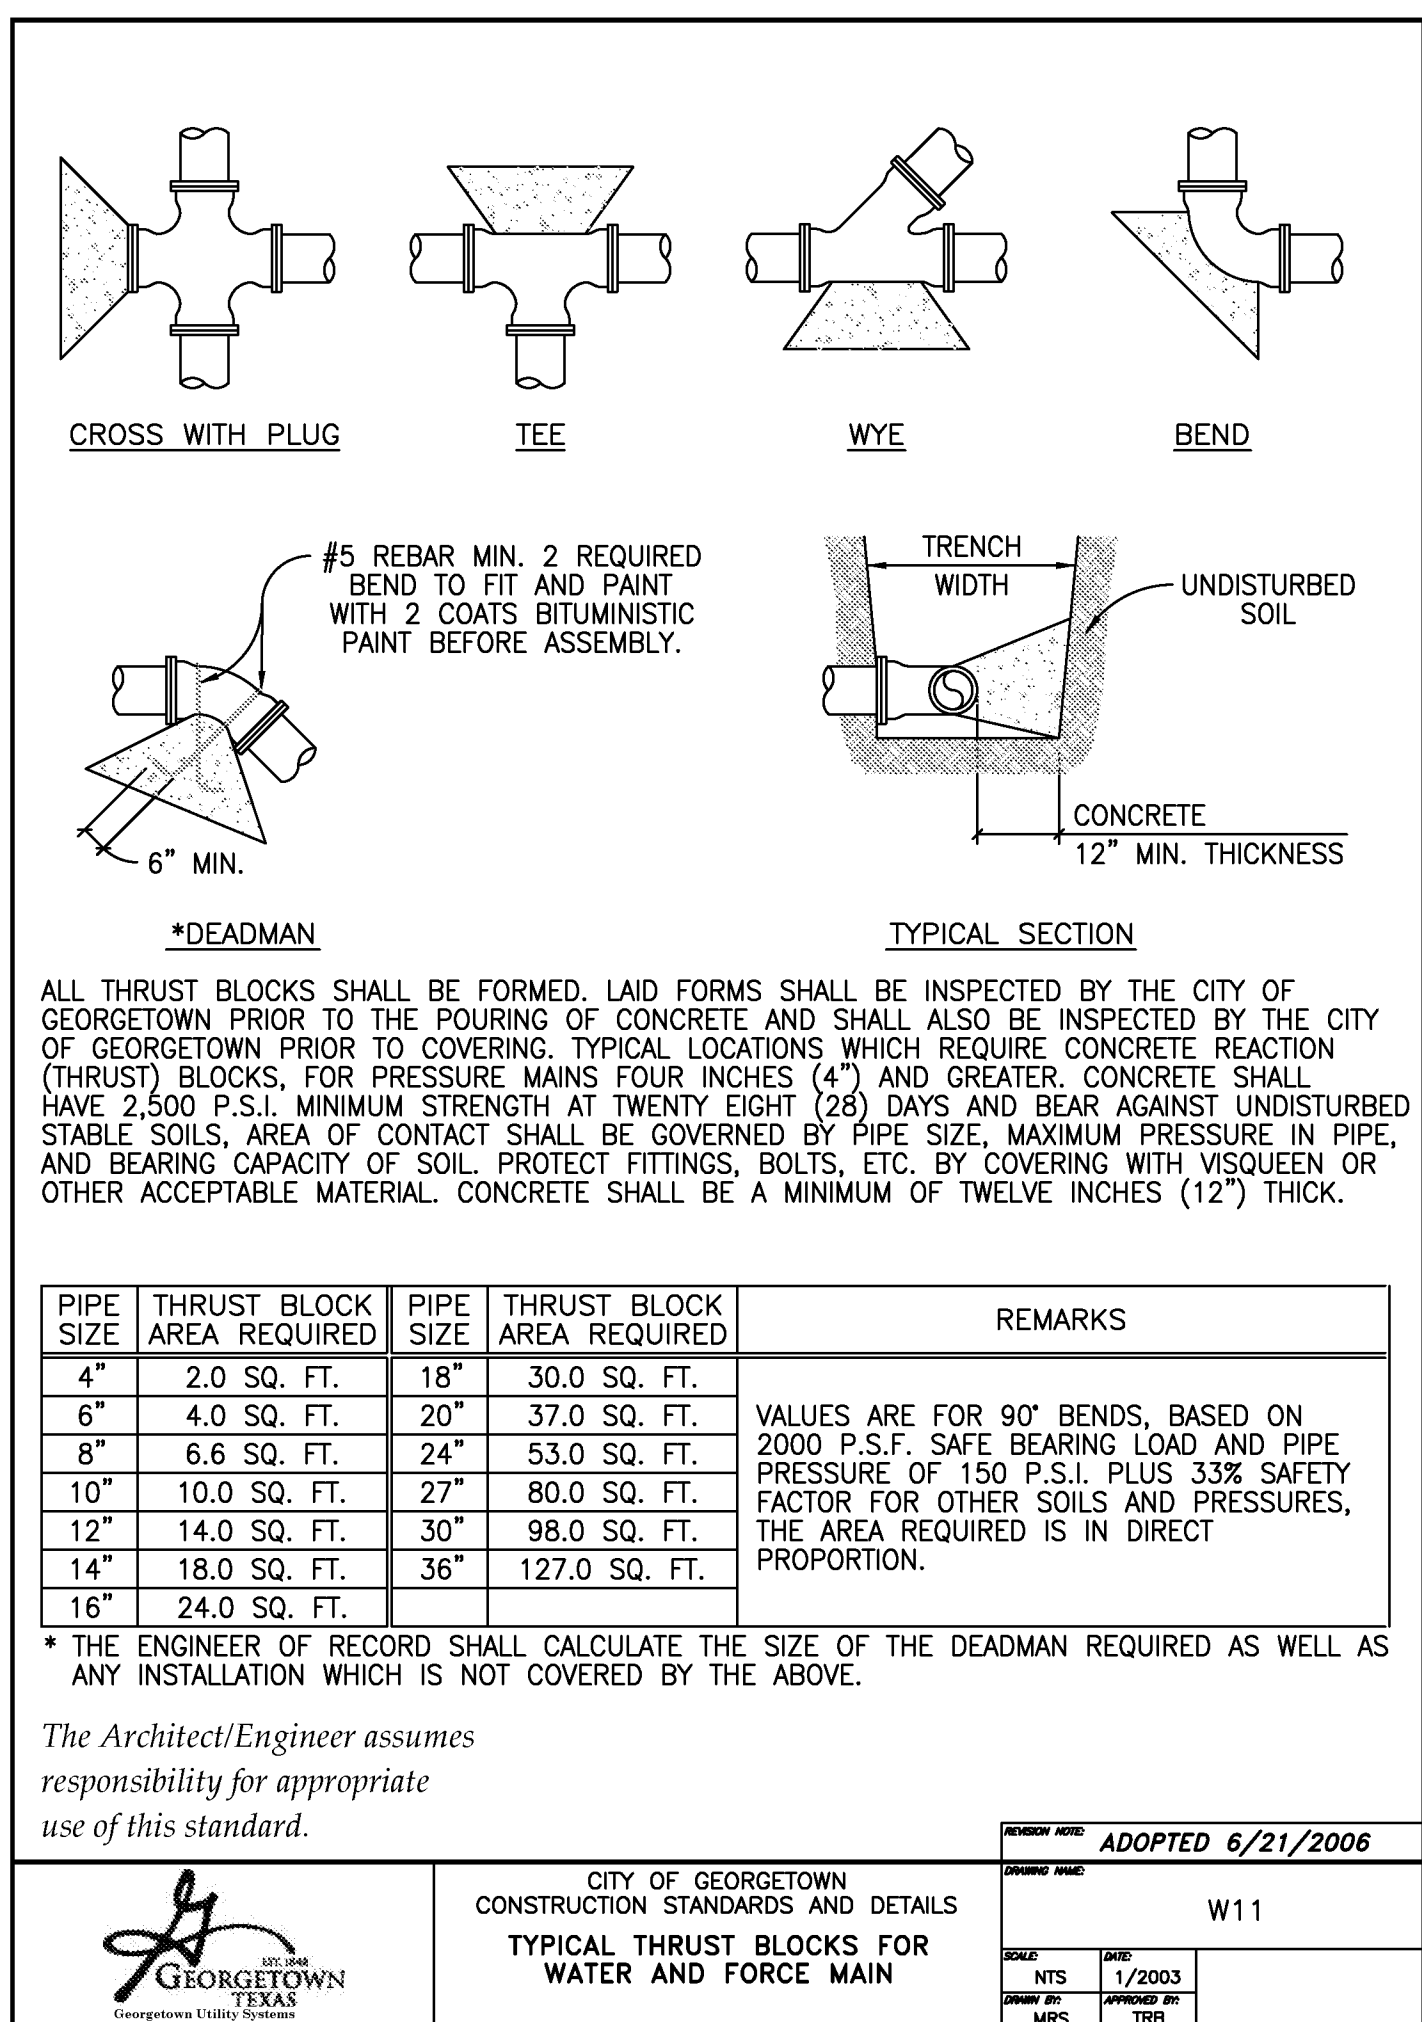 CROSS WITH PLUG
TEE
WYE
BEND
#5 REBAR MIN. 2 REQUIRED
BEND TO FIT AND PAINT
WITH 2 COATS BITUMINISTIC
PAINT BEFORE ASSEMBLY.
6" MIN.
*DEADMAN
TRENCH
WIDTH
UNDISTURBED
SOIL
CONCRETE
12" MIN. THICKNESS
TYPICAL SECTION
ALL THRUST BLOCKS SHALL BE FORMED. LAID FORMS SHALL BE INSPECTED BY THE CITY OF
GEORGETOWN PRIOR TO THE POURING OF CONCRETE AND SHALL ALSO BE INSPECTED BY THE CITY
OF GEORGETOWN PRIOR TO COVERING. TYPICAL LOCATIONS WHICH REQUIRE CONCRETE REACTION
(THRUST) BLOCKS, FOR PRESSURE MAINS FOUR INCHES (4") AND GREATER. CONCRETE SHALL
HAVE 2,500 P.S.I. MINIMUM STRENGTH AT TWENTY EIGHT (28) DAYS AND BEAR AGAINST UNDISTURBED
STABLE SOILS, AREA OF CONTACT SHALL BE GOVERNED BY PIPE SIZE, MAXIMUM PRESSURE IN PIPE,
AND BEARING CAPACITY OF SOIL. PROTECT FITTINGS, BOLTS, ETC. BY COVERING WITH VISQUEEN OR
OTHER ACCEPTABLE MATERIAL. CONCRETE SHALL BE A MINIMUM OF TWELVE INCHES (12") THICK.
PIPE SIZE THRUST BLOCK AREA REQUIRED PIPE SIZE THRUST BLOCK AREA REQUIRED REMARKS
4" 2.0 SQ. FT. 18" 30.0 SQ. FT.
6" 4.0 SQ. FT. 20" 37.0 SQ. FT.
8" 6.6 SQ. FT. 24" 53.0 SQ. FT.
10" 10.0 SQ. FT. 27" 80.0 SQ. FT.
12" 14.0 SQ. FT. 30" 98.0 SQ. FT.
14" 18.0 SQ. FT. 36" 127.0 SQ. FT.
16" 24.0 SQ. FT.
VALUES ARE FOR 90° BENDS, BASED ON
2000 P.S.F. SAFE BEARING LOAD AND PIPE
PRESSURE OF 150 P.S.I. PLUS 33% SAFETY
FACTOR FOR OTHER SOILS AND PRESSURES,
THE AREA REQUIRED IS IN DIRECT
PROPORTION.
* THE ENGINEER OF RECORD SHALL CALCULATE THE SIZE OF THE DEADMAN REQUIRED AS WELL AS
ANY INSTALLATION WHICH IS NOT COVERED BY THE ABOVE.
The Architect/Engineer assumes
responsibility for appropriate
use of this standard.
REVISION NOTE: ADOPTED 6/21/2006
EST. 1848
GEORGETOWN
TEXAS
Georgetown Utility Systems
CITY OF GEORGETOWN
CONSTRUCTION STANDARDS AND DETAILS
TYPICAL THRUST BLOCKS FOR
WATER AND FORCE MAIN
DRAWING NAME:
W11
SCALE: DATE:
NTS 1/2003
DRAWN BY: APPROVED BY:
MRS TRB